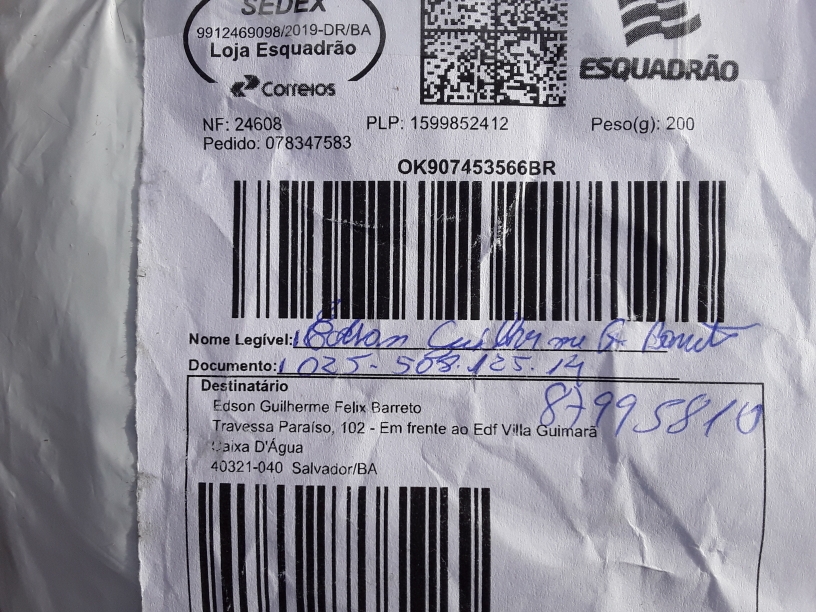 SEDEX
9912469098/2019-DR/BA
Loja Esquadrão
Correios
ESQUADRÃO
NF: 24608 PLP: 1599852412 Peso(g): 200
Pedido: 078347583
OK907453566BR
Nome Legível: Edson Guilherme
Documento: 025-508.125.14
Destinatário
87995810
Edson Guilherme Felix Barreto
Travessa Paraíso, 102 - Em frente ao Edf Villa Guimarã
Caixa D'Água
40321-040 Salvador/BA